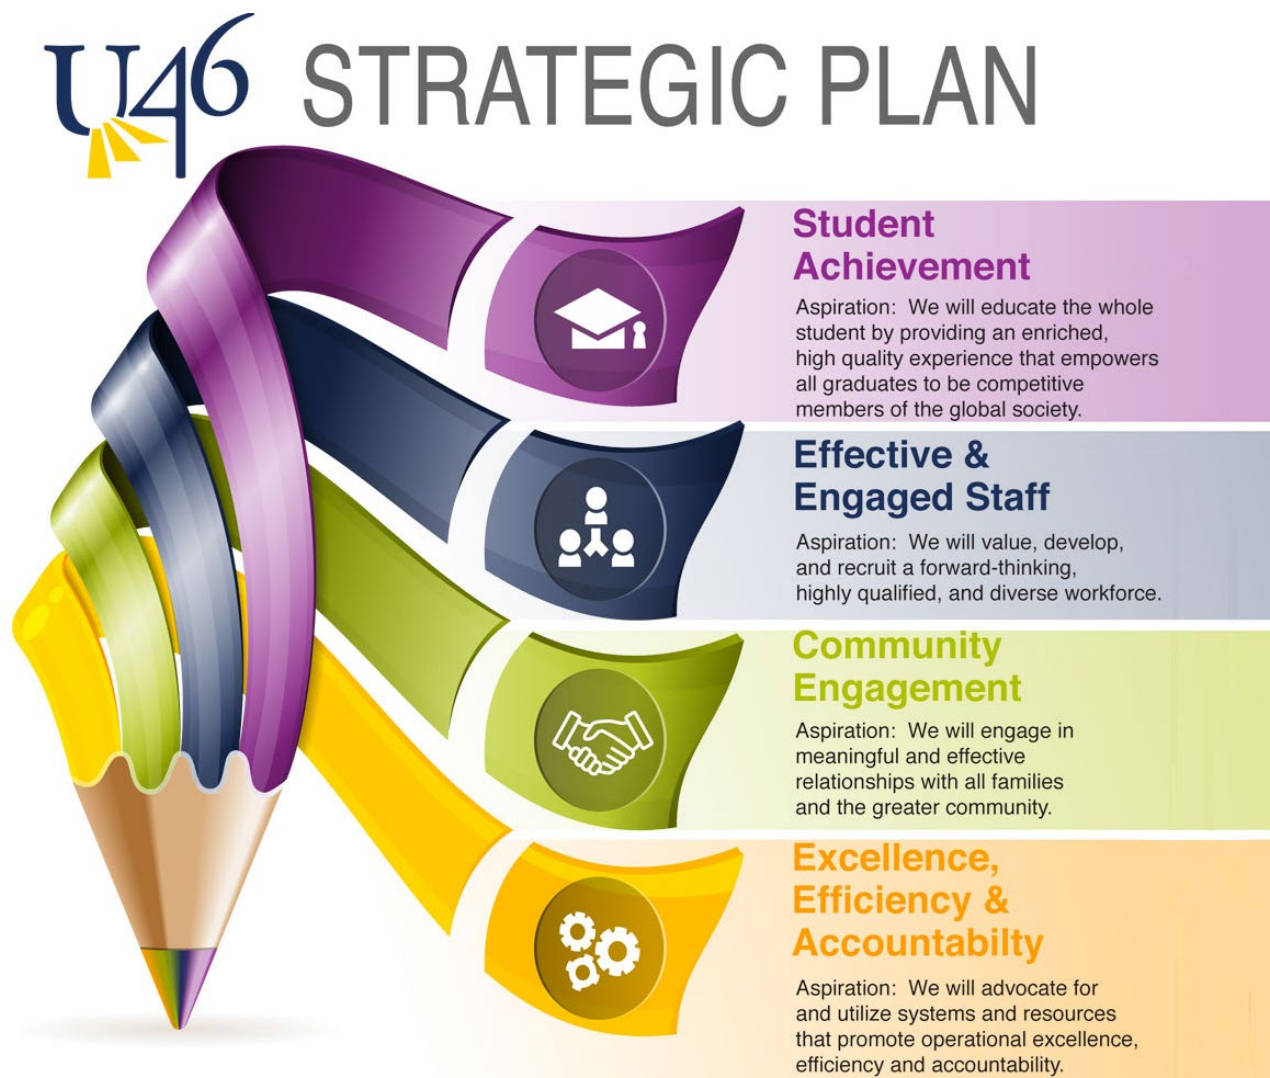 U46 STRATEGIC PLAN
Student
Achievement
Aspiration:  We will educate the whole
student by providing an enriched,
high quality experience that empowers
all graduates to be competitive
members of the global society.
Effective &
Engaged Staff
Aspiration:  We will value, develop,
and recruit a forward-thinking,
highly qualified, and diverse workforce.
Community
Engagement
Aspiration:  We will engage in
meaningful and effective
relationships with all families
and the greater community.
Excellence,
Efficiency &
Accountabilty
Aspiration:  We will advocate for
and utilize systems and resources
that promote operational excellence,
efficiency and accountability.